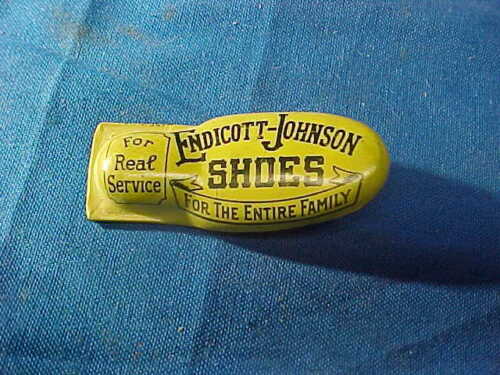 For
Real
Service
Endicott-Johnson
SHOES
For The Entire Family